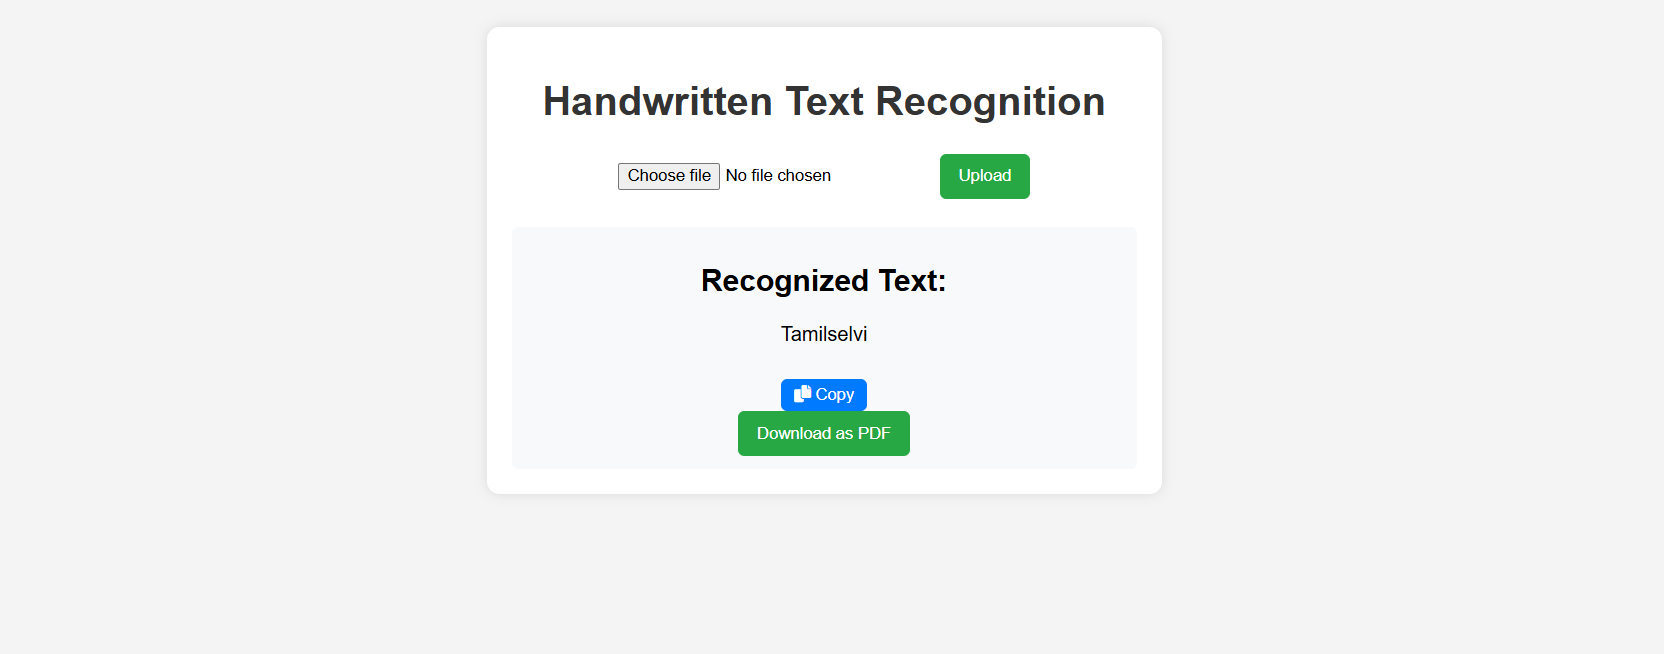 Handwritten Text Recognition
Choose file No file chosen Upload
Recognized Text:
Tamilselvi
Copy
Download as PDF